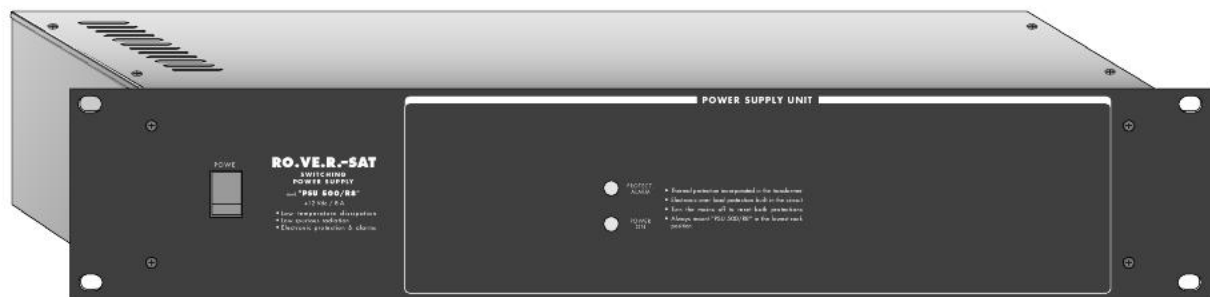 POWER SUPPLY UNIT
POWE
RO.VE.R.-SAT
SWITCHING
POWER SUPPLY
mod "PSU 500/R8"
+12 Vdc / 8 A
• Low temperature dissipation
• Low spurious radiation
• Electronic protection & alarms
PROTECT
ALARM
POWER
• Thermal protection incorporated in the transformer
• Electronic over load protection built in the circuit
• Turn the mains off to reset both protections
• Always mount "PSU 500/R8" in the lowest rack
position